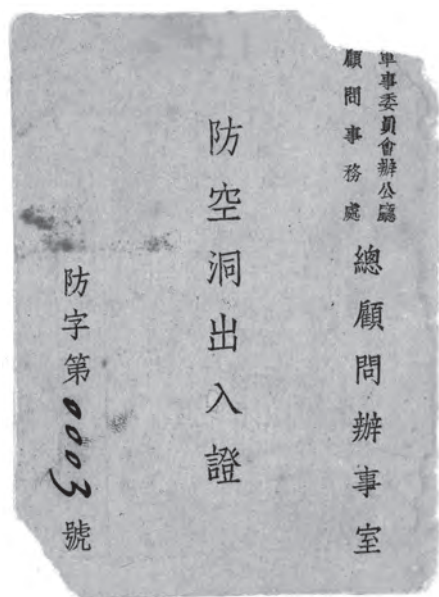 軍事委員會辦公廳
顧問事務處
總顧問辦事室
防空洞出入證
防字第0003號